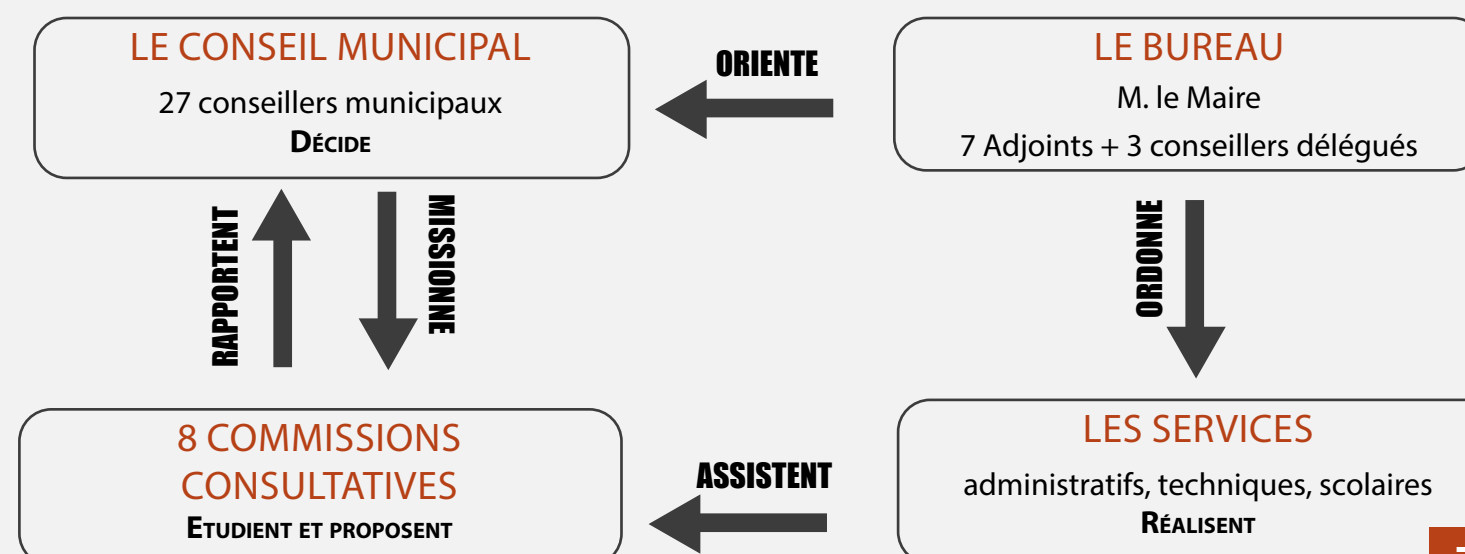 LE CONSEIL MUNICIPAL
27 conseillers municipaux
DÉCIDE
ORIENTE
LE BUREAU
M. le Maire
7 Adjoints + 3 conseillers délégués
RAPPORTENT
MISSIONNE
ORDONNE
8 COMMISSIONS
CONSULTATIVES
ETUDIENT ET PROPOSENT
ASSISTENT
LES SERVICES
administratifs, techniques, scolaires
RÉALISENT